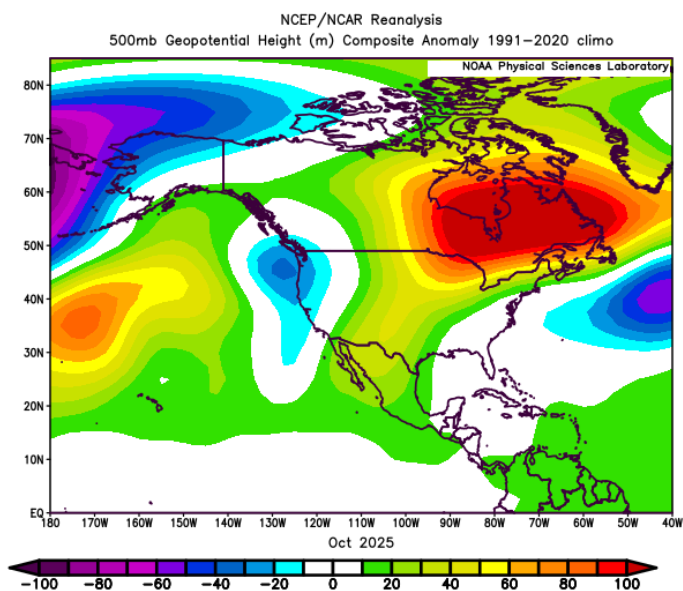 NCEP/NCAR Reanalysis
500mb Geopotential Height (m) Composite Anomaly 1991-2020 climo
NOAA Physical Sciences Laboratory
80N
70N
60N
50N
40N
30N
20N
10N
EQ
180 170W 160W 150W 140W 130W 120W 110W 100W 90W 80W 70W 60W 50W 40W
Oct 2025
-100 -80 -60 -40 -20 0 20 40 60 80 100